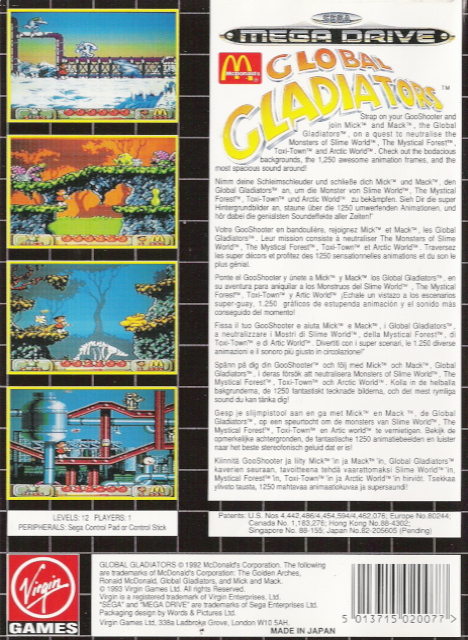 SEGA
MEGA DRIVE
McDONALD'S
GLOBAL
GLADIATORS™
Strap on your GooShooter and
join Mick™ and Mack™, the Global
Gladiators™, on a quest to neutralise the
Monsters of Slime World™, The Mystical Forest™,
Toxi-Town™ and Arctic World™. Check out the bodacious
backgrounds, the 1,250 awesome animation frames, and the
most spacious sound around!
Nimm deine Schleimschleuder und schließe dich Mick™ und Mack™, den
Global Gladiators™ an, um die Monster von Slime World™, The Mystical
Forest™, Toxi-Town™ und Arctic World™ zu bekämpfen. Sieh Dir die super
Hintergrundbilder an, staune über die 1250 umwerfenden Animationen, und
hör dabei die genialsten Soundeffekte aller Zeiten!"
Votre GooShooter en bandoulière, rejoignez Mick™ et Mack™, les Global
Gladiators™. Leur mission consiste à neutraliser The Monsters of Slime
World™, The Mystical Forest™, Toxi-Town™ et Arctic World™. Traversez
les super décors et profitez des 1250 sensationnelles animations et du son le
plus génial.
Ponte el GooShooter y únete a Mick™ y Mack™ los Global Gladiators™, en
su aventura para aniquilar a los Monstruos del Slime World™, The Mystical
Forest™, Toxi-Town™ y Artic World™ ¡Echale un vistazo a los escenarios
super-guay, 1.250 gráficos de estupenda animación y el sonido más
conseguido del momento!
Fissa il tuo GooShooter e aiuta Mick™ e Mack™, i Global Gladiators™,
a neutralizzare i Mostri di Slime World™, della Mystical Forest™, di
Toxi-Town™ e di Artic World™. Divertiti con i super scenari, le 1.250 diverse
animazioni e il sonoro più giusto in circolazione!"
Spänn på dig din GooShooter och följ med Mick™ och Mack™, Global
Gladiators™, i deras försök att neutralisera Monsters of Slime World™, The
Mystical Forest™, Toxi-Town™ och Arctic World™. Kolla in de helballa
bakgrunderna, de 1250 fantastiskt tecknade bilderna, och det mest rymliga
sound du kan tänka dig!
Gesp je slijmpistool aan en ga met Mick™ en Mack™, de Global
Gladiators™, op een speurtocht om de monsters van Slime World™, The
Mystical Forest™, Toxi-Town™ en Artic world™ te vernietigen. Bekijk de
opmerkelijke achtergronden, de fantastische 1250 animatiebeelden en luister
naar het beste stereofonisch geluid dat er is!
Kiinnitä GooShooter ja liity Mick™'in ja Mack™'in, Global Gladiators™
kaverien seuraan, tavoitteena tehdä vaarattomaksi Slime World™'in,
Mystical Forest™'in, Toxi-Town™'in ja Arctic World™'in hirviöt. Tsekkaa
yliveto tausta, 1250 mahtavaa animaatiokuvaa ja supersaundi!
LEVELS: 12 PLAYERS: 1
PERIPHERALS: Sega Control Pad or Control Stick
Patents: U.S. Nos 4,442,486/4,454,594/4,462,076; Europe No.80244;
Canada No. 1,183,276; Hong Kong No.88-4302;
Singapore No. 88-155; Japan No.82-205605 (Pending)
Virgin
GAMES
GLOBAL GLADIATORS © 1992 McDonald's Corporation. The following
are trademarks of McDonald's Corporation: The Golden Arches,
Ronald McDonald, Global Gladiators, and Mick and Mack.
© 1993 Virgin Games Ltd. All rights reserved.
Virgin is a registered trademark of Virgin Enterprises, Ltd.
"SEGA" and "MEGA DRIVE" are trademarks of Sega Enterprises Ltd.
Packaging design by Words & Pictures Ltd.
Virgin Games Ltd, 338a Ladbroke Grove, London W10 5AH.
MADE IN JAPAN
5 013715 020077